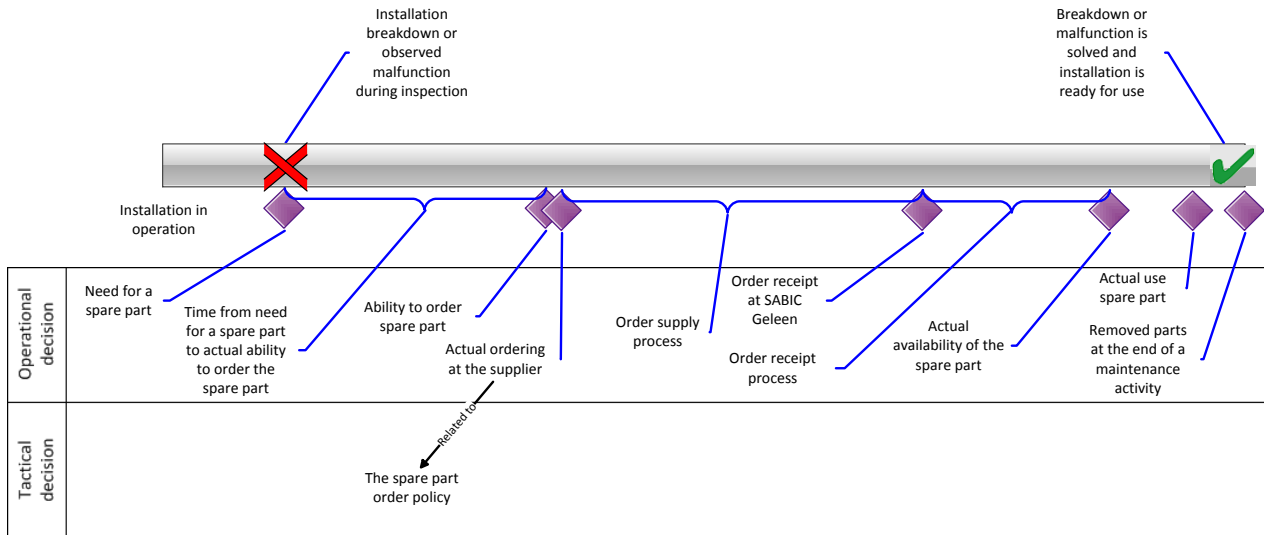 Installation
breakdown or
observed
malfunction
during inspection
Breakdown or
malfunction is
solved and
installation is
ready for use
Installation in
operation
Operational
decision
Need for a
spare part
Time from need
for a spare part
to actual ability
to order the
spare part
Ability to order
spare part
Actual ordering
at the supplier
Order supply
process
Order receipt
at SABIC
Geleen
Order receipt
process
Actual
availability of the
spare part
Actual use
spare part
Removed parts
at the end of a
maintenance
activity
Related to
Tactical
decision
The spare part
order policy